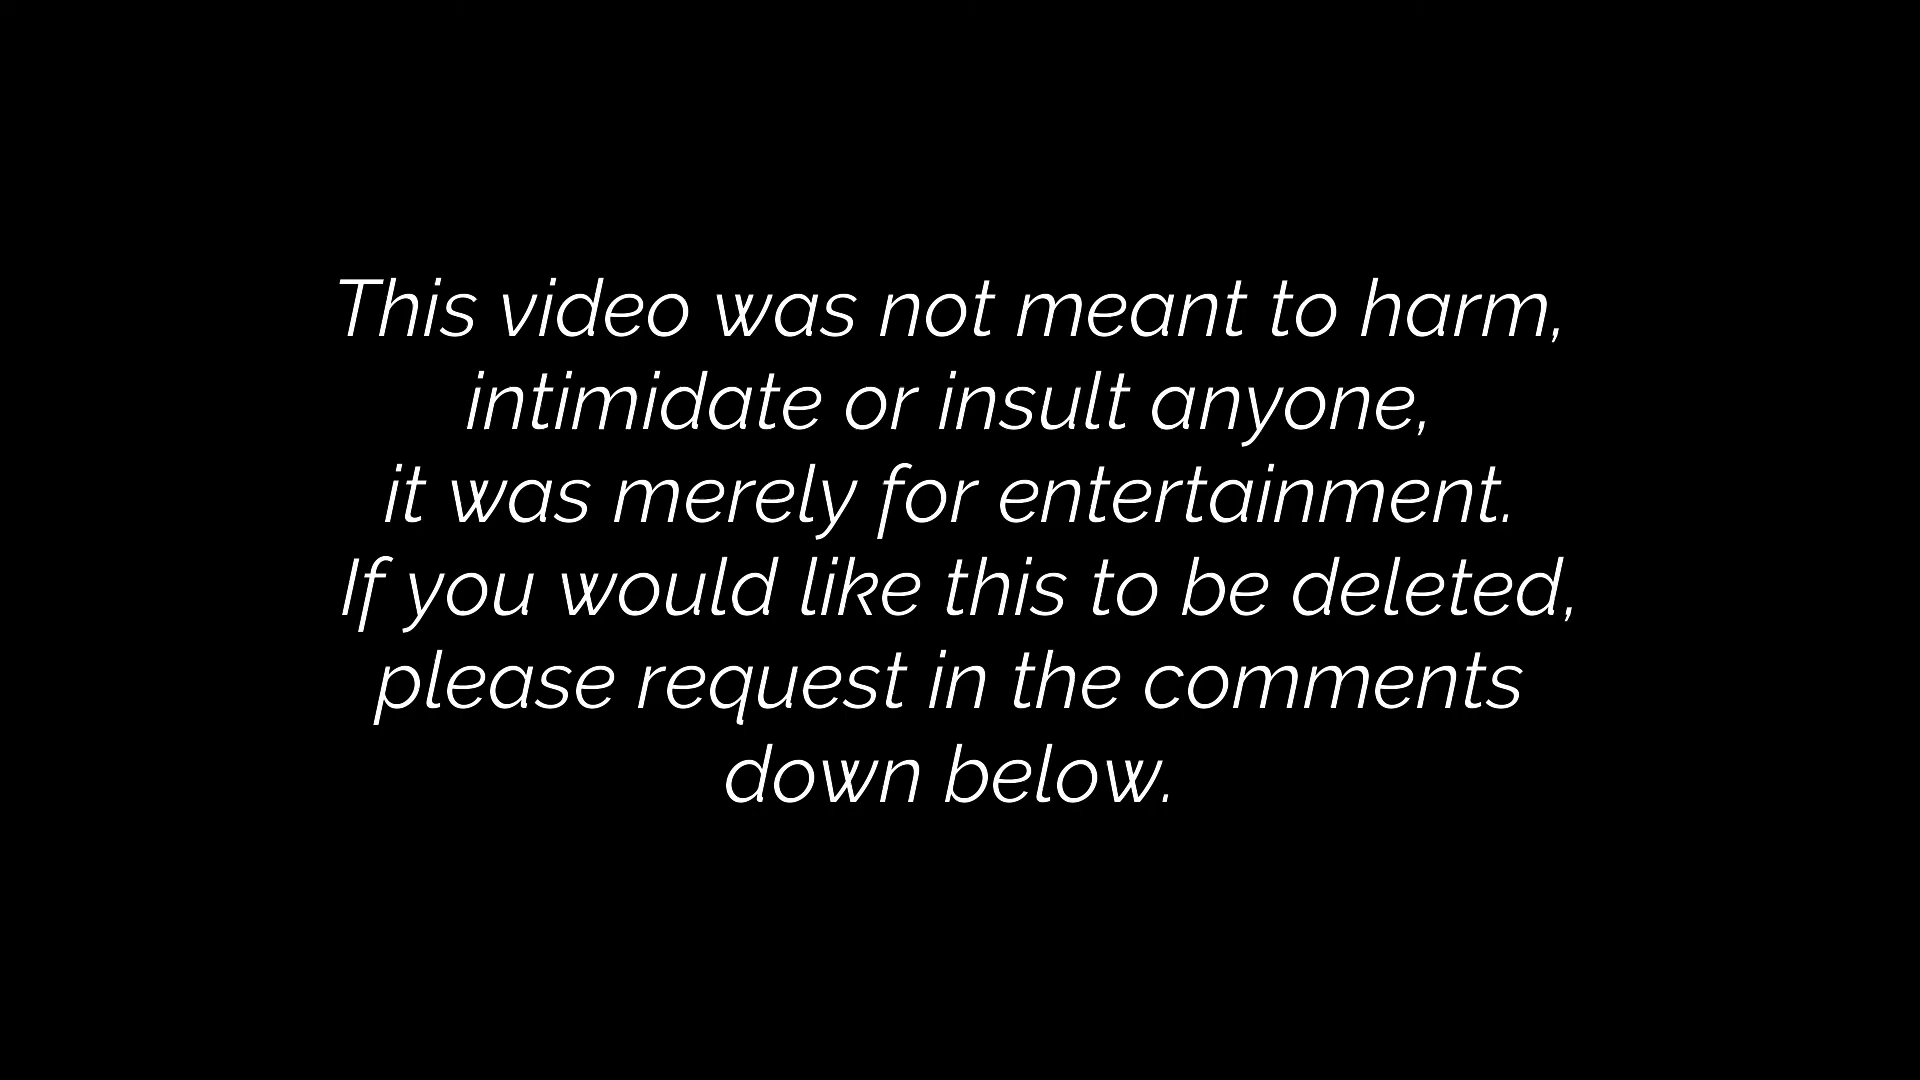 This video was not meant to harm,
intimidate or insult anyone,
it was merely for entertainment.
If you would like this to be deleted,
please request in the comments
down below.